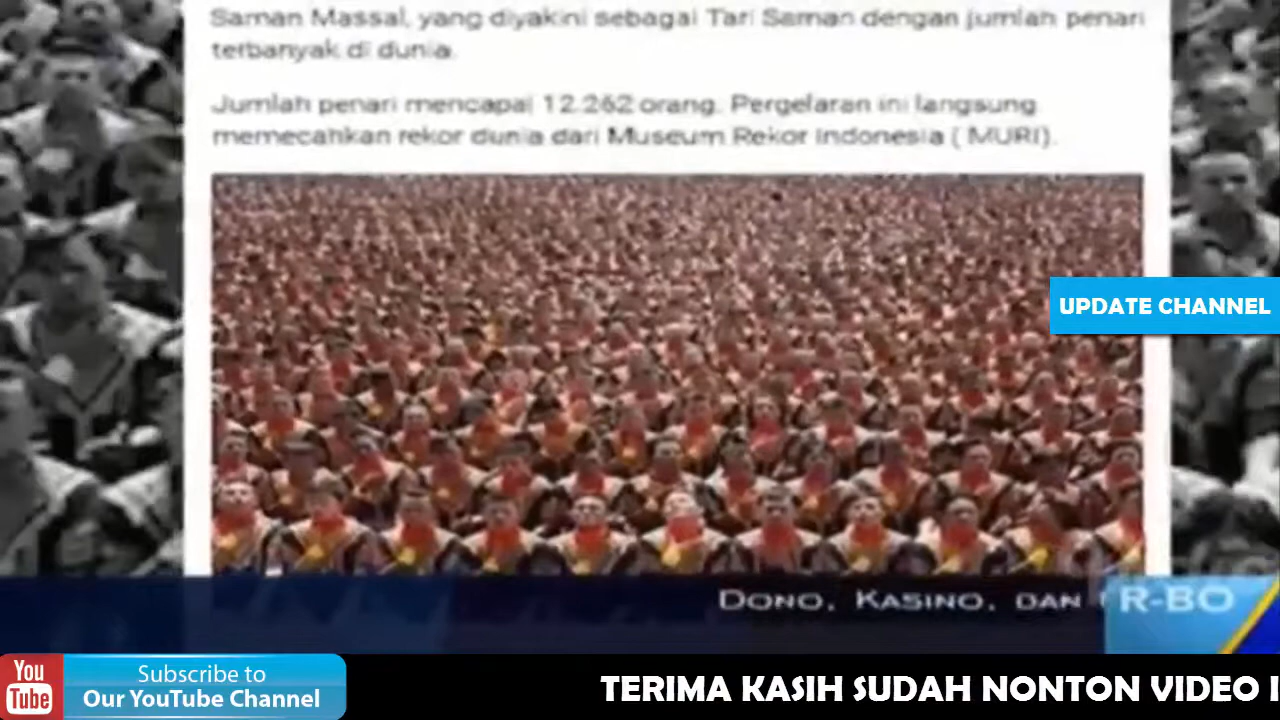 Saman Massal, yang diyakini sebagai Tari Saman dengan jumlah penari
terbanyak di dunia.
Jumlah penari mencapai 12.262 orang. Pergelaran ini langsung
memecahkan rekor dunia dari Museum Rekor Indonesia ( MURI).
UPDATE CHANNEL
DONO, KASINO, DAN
R-BO
You
Tube
Subscribe to
Our YouTube Channel
TERIMA KASIH SUDAH NONTON VIDEO I